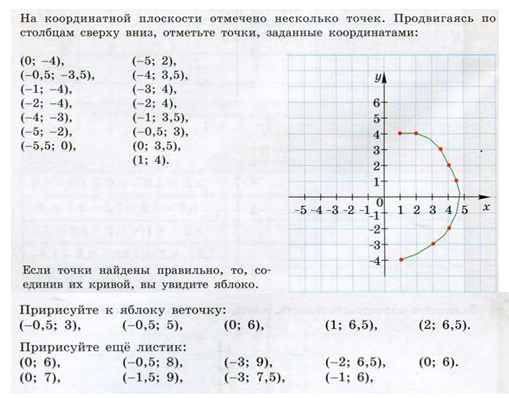 На координатной плоскости отмечено несколько точек. Продвигаясь по
столбцам сверху вниз, отметьте точки, заданные координатами:
(0; −4), (−5; 2),
(−0,5; −3,5), (−4; 3,5),
(−1; −4), (−3; 4),
(−2; −4), (−2; 4),
(−4; −3), (−1; 3,5),
(−5; −2), (−0,5; 3),
(−5,5; 0), (0; 3,5),
(1; 4).
y
6
5
4
3
2
1
-5 -4 -3 -2 -1 0 1 2 3 4 5 x
-1
-2
-3
-4
Если точки найдены правильно, то, со-
единив их кривой, вы увидите яблоко.
Пририсуйте к яблоку веточку:
(−0,5; 3), (−0,5; 5), (0; 6), (1; 6,5), (2; 6,5).
Пририсуйте ещё листик:
(0; 6), (−0,5; 8), (−3; 9), (−2; 6,5), (0; 6).
(0; 7), (−1,5; 9), (−3; 7,5), (−1; 6),